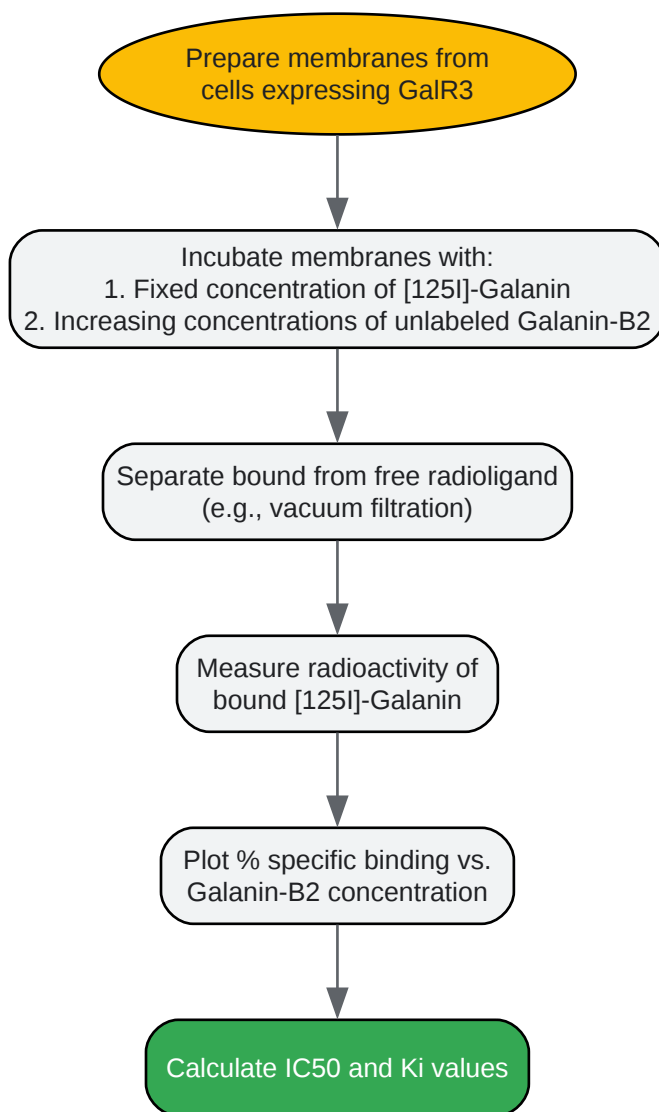 Prepare membranes from
cells expressing GalR3
Incubate membranes with:
1. Fixed concentration of [125I]-Galanin
2. Increasing concentrations of unlabeled Galanin-B2
Separate bound from free radioligand
(e.g., vacuum filtration)
Measure radioactivity of
bound [125I]-Galanin
Plot % specific binding vs.
Galanin-B2 concentration
Calculate IC50 and Ki values